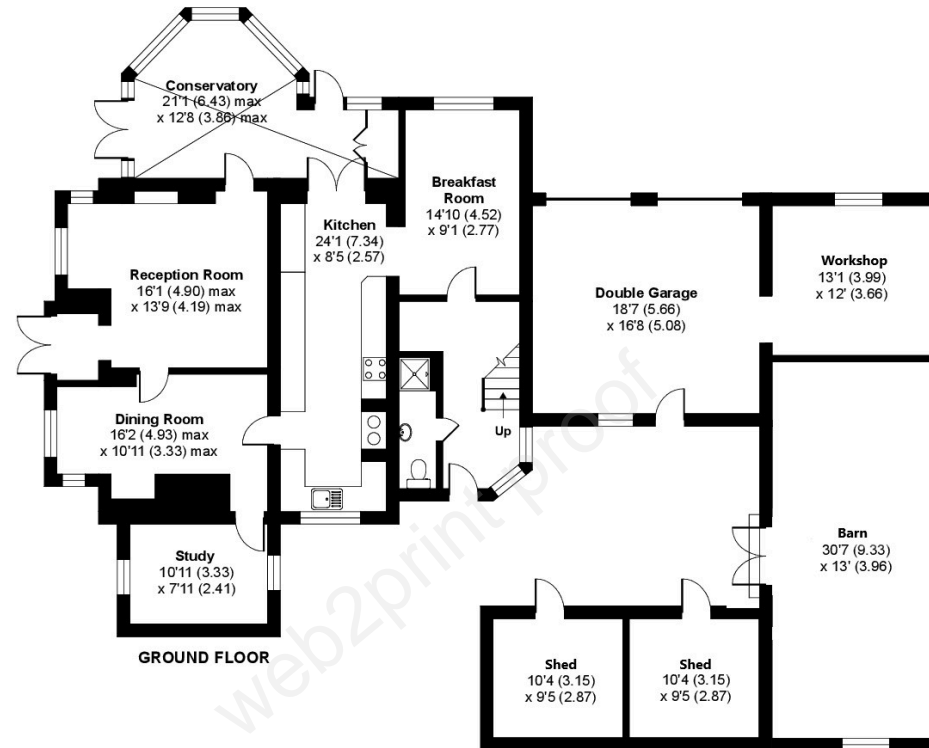 Conservatory
21'1 (6.43) max
x 12'8 (3.86) max
Breakfast
Room
14'10 (4.52)
x 9'1 (2.77)
Kitchen
24'1 (7.34)
x 8'5 (2.57)
Reception Room
16'1 (4.90) max
x 13'9 (4.19) max
Double Garage
18'7 (5.66)
x 16'8 (5.08)
Workshop
13'1 (3.99)
x 12' (3.66)
Dining Room
16'2 (4.93) max
x 10'11 (3.33) max
Up
Study
10'11 (3.33)
x 7'11 (2.41)
Barn
30'7 (9.33)
x 13' (3.96)
GROUND FLOOR
Shed
10'4 (3.15)
x 9'5 (2.87)
Shed
10'4 (3.15)
x 9'5 (2.87)
web2print proof